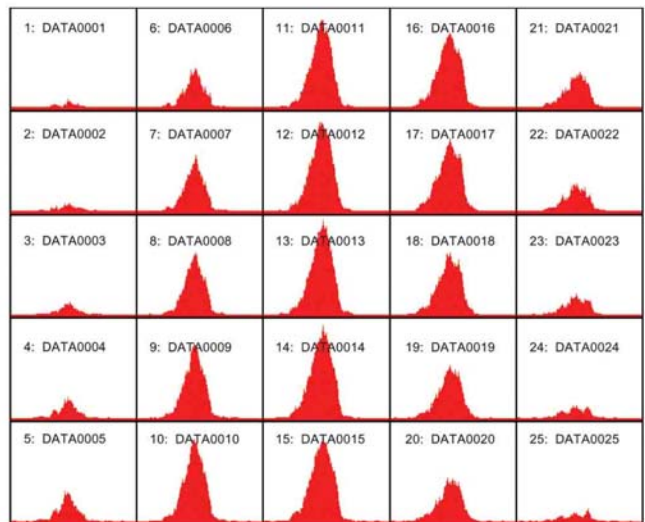 1: DATA0001
6: DATA0006
11: DATA0011
16: DATA0016
21: DATA0021
2: DATA0002
7: DATA0007
12: DATA0012
17: DATA0017
22: DATA0022
3: DATA0003
8: DATA0008
13: DATA0013
18: DATA0018
23: DATA0023
4: DATA0004
9: DATA0009
14: DATA0014
19: DATA0019
24: DATA0024
5: DATA0005
10: DATA0010
15: DATA0015
20: DATA0020
25: DATA0025